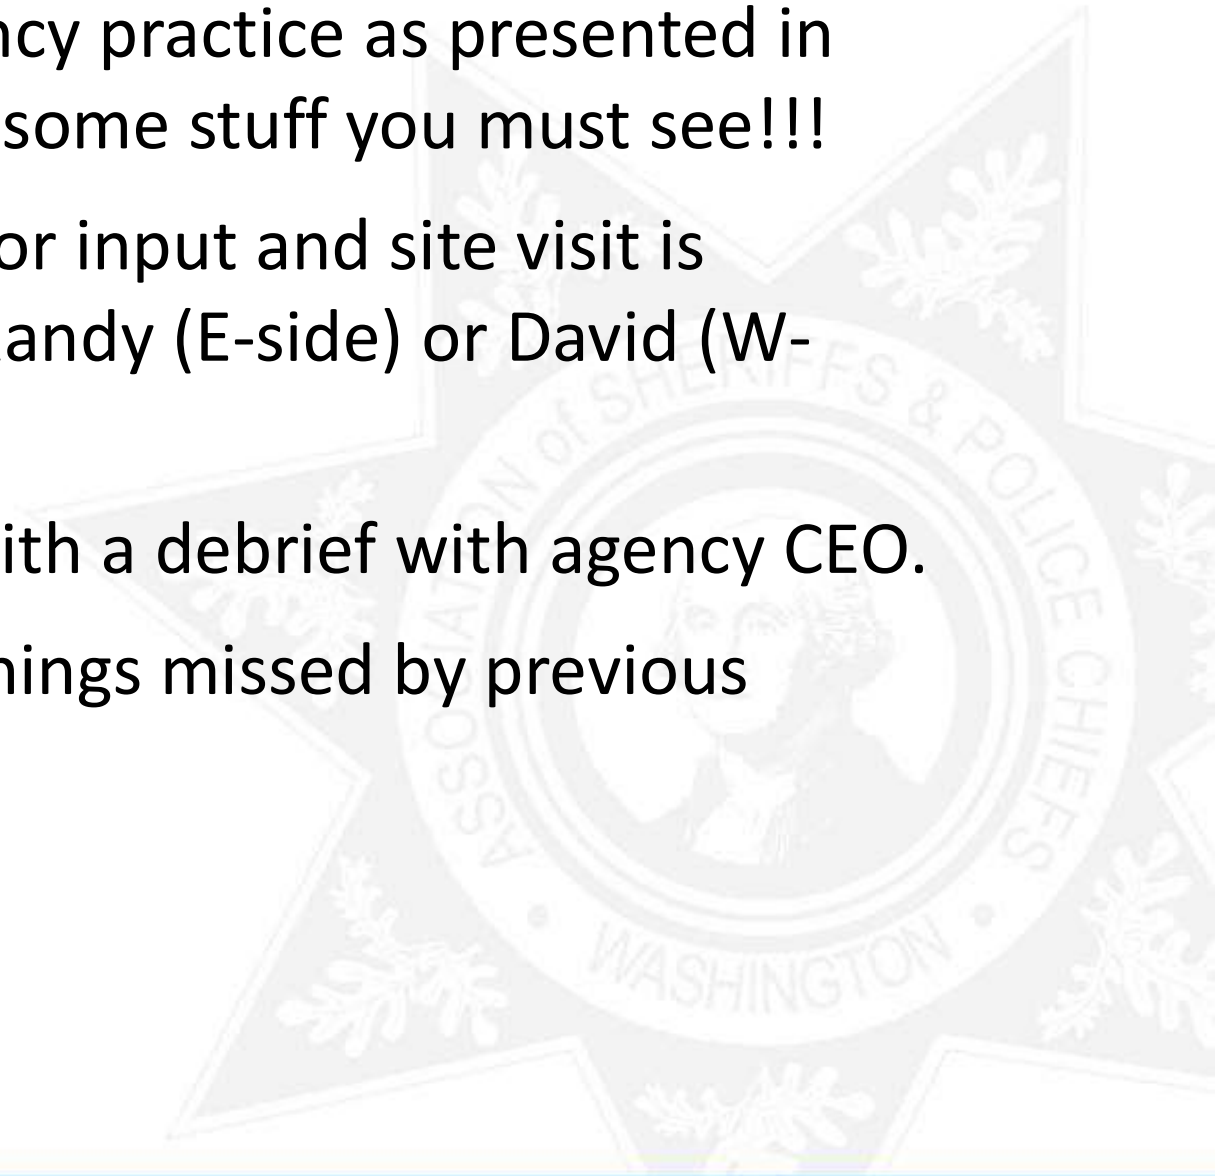 ncy practice as presented in
some stuff you must see!!!
or input and site visit is
andy (E-side) or David (W-
ith a debrief with agency CEO.
hings missed by previous
ASSOCIATION of SHERIFFS & POLICE CHIEFS
• WASHINGTON •